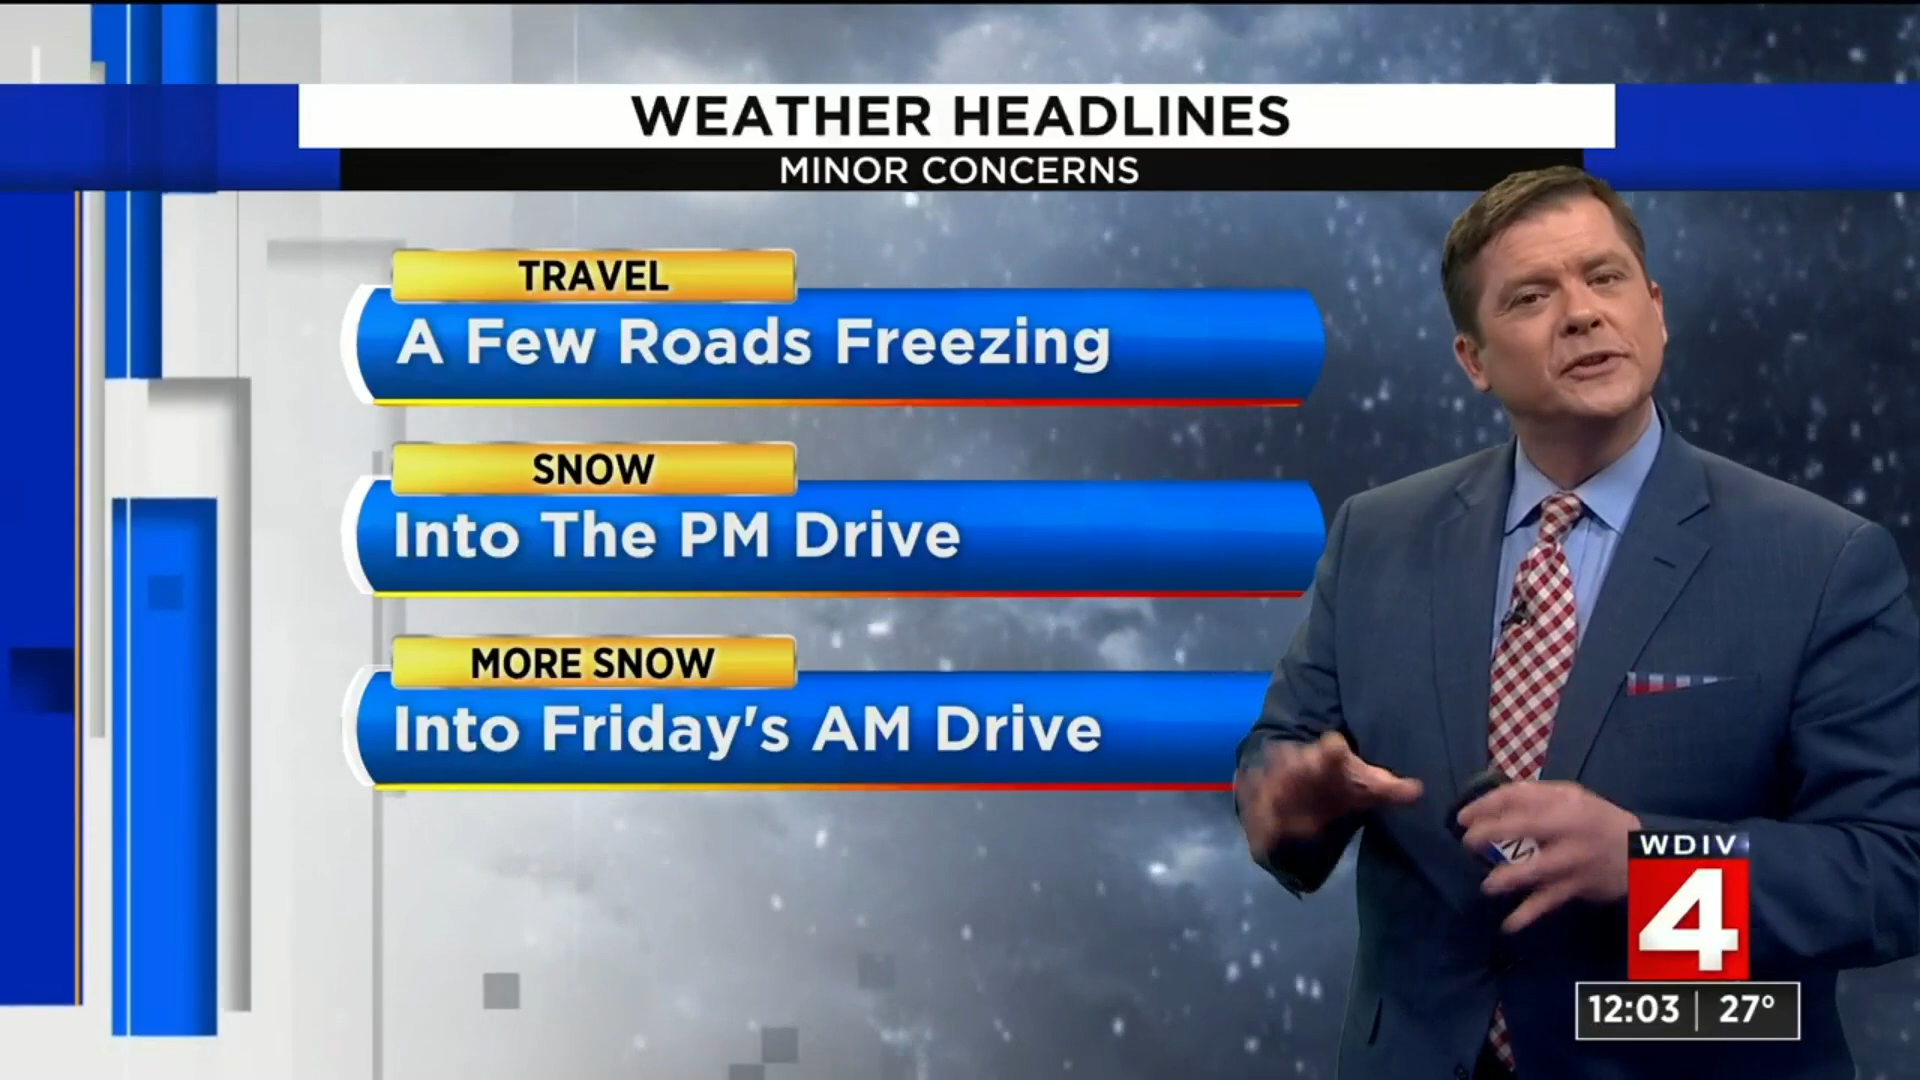 WEATHER HEADLINES
MINOR CONCERNS
TRAVEL
A Few Roads Freezing
SNOW
Into The PM Drive
MORE SNOW
Into Friday's AM Drive
WDIV
4
12:03 | 27°